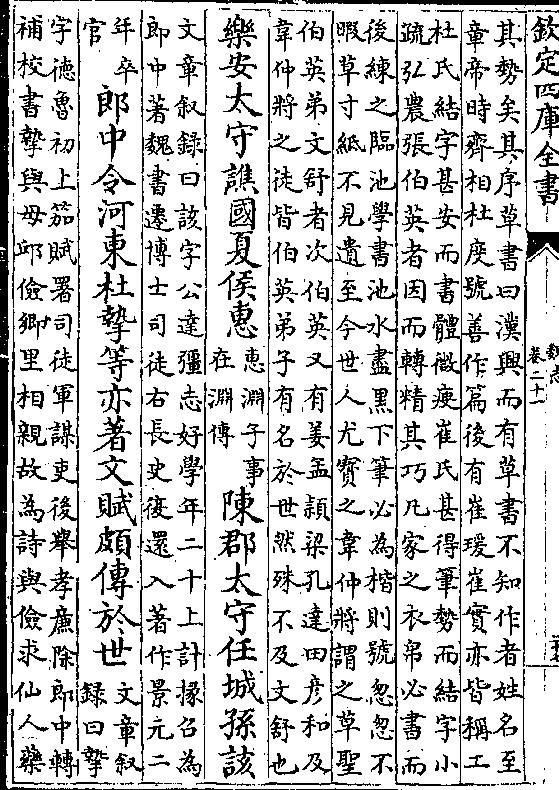 欽定四庫全書
卷二十一
其勢矣其序草書曰漢興而有草書不知作者姓名至
章帝時齊相杜度號善作篇後有崔瑗崔寔亦皆稱工
杜氏結字甚安而書體微瘦崔氏甚得筆勢而結字小
疏弘農張伯英者因而轉精其巧凡家之衣帛必書而
後練之臨池學書池水盡黑下筆必為楷則號忽忽不
暇草寸紙不見遺至今世人尤寶之韋仲將謂之草聖
伯英弟文舒者次伯英又有姜孟頴梁孔達田彦和及
韋仲將之徒皆伯英弟子有名於世然殊不及文舒也
樂安太守譙國夏侯惠
惠淵子事
在淵傳
陳郡太守任城孫該
文章叙録曰該字公達彊志好學年二十上計掾召為
郎中著魏書遷博士司徒右長史復還入著作景元二
年卒
官
郎中令河東杜摯等亦著文賦頗傳於世
文章叙
録曰摯
字德魯初上笳賦署司徒軍謀吏後舉孝廉除郎中轉
補校書摯與毋邱儉鄉里相親故為詩與儉求仙人藥